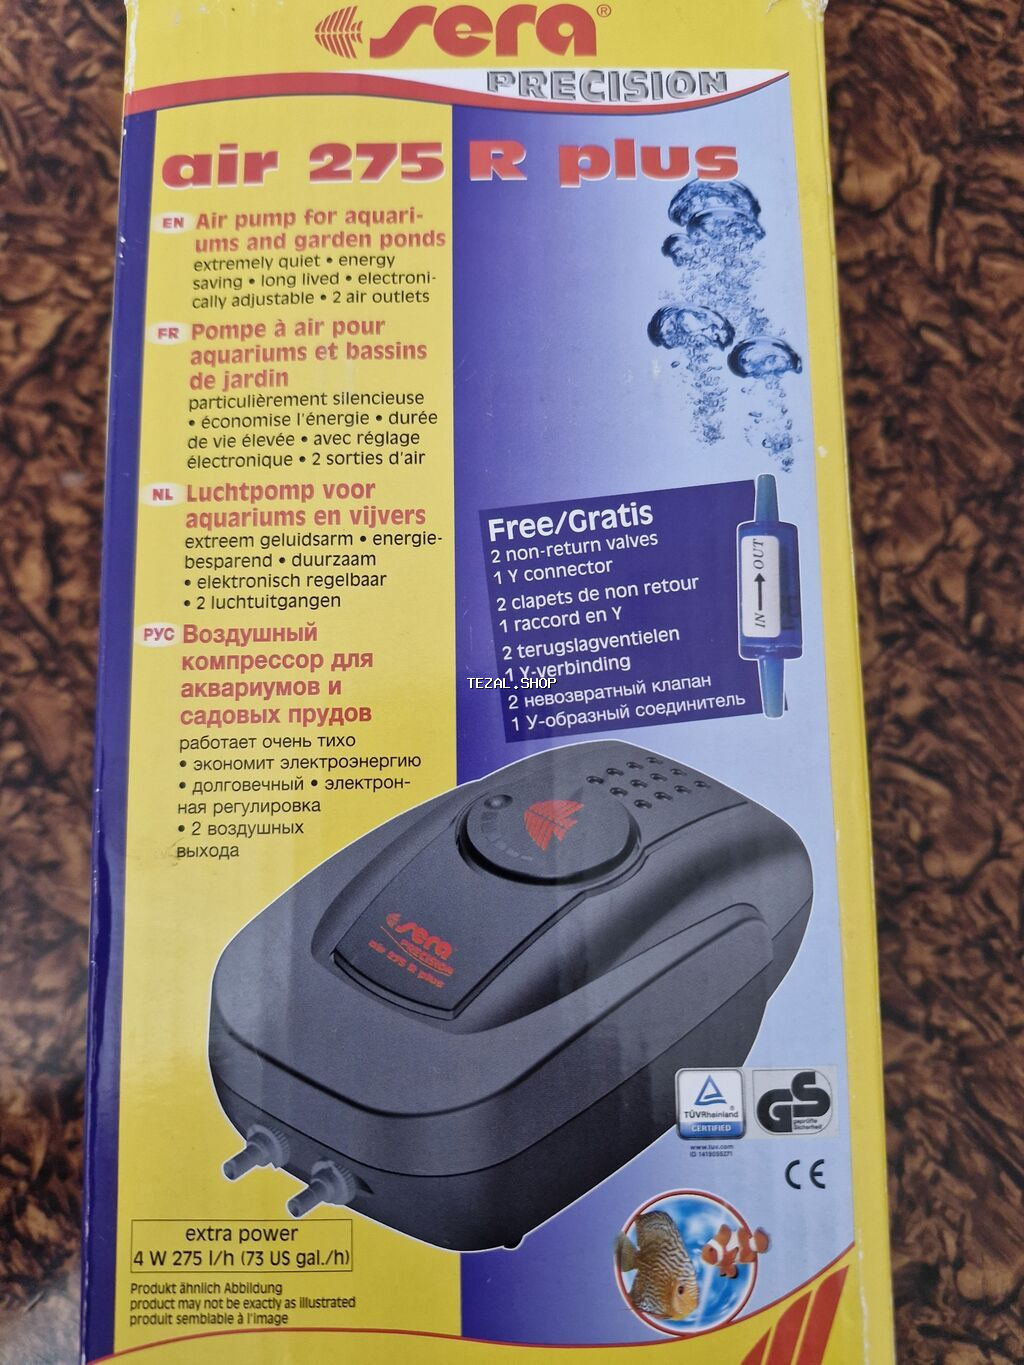 sera®
PRECISION
air 275 R plus
EN Air pump for aquari-
ums and garden ponds
extremely quiet • energy
saving • long lived • electroni-
cally adjustable • 2 air outlets
FR Pompe à air pour
aquariums et bassins
de jardin
particulièrement silencieuse
• économise l'énergie • durée
de vie élevée • avec réglage
électronique • 2 sorties d'air
NL Luchtpomp voor
aquariums en vijvers
extreem geluidsarm • energie-
besparend • duurzaam
• elektronisch regelbaar
• 2 luchtuitgangen
РУС Воздушный
компрессор для
аквариумов и
садовых прудов
работает очень тихо
• экономит электроэнергию
• долговечный • электрон-
ная регулировка
• 2 воздушных
выхода
Free/Gratis
2 non-return valves
1 Y connector
2 clapets de non retour
1 raccord en Y
2 terugslagventielen
1 Y-verbinding
2 невозвратный клапан
1 У-образный соединитель
IN → OUT
TEZAL.SHOP
sera
PRECISION
air 275 R plus
TÜVRheinland®
CERTIFIED
www.tuv.com
ID 1419055271
GS
geprüfte
Sicherheit
CE
extra power
4 W 275 l/h (73 US gal./h)
Produkt ähnlich Abbildung
product may not be exactly as illustrated
produit semblable à l'image